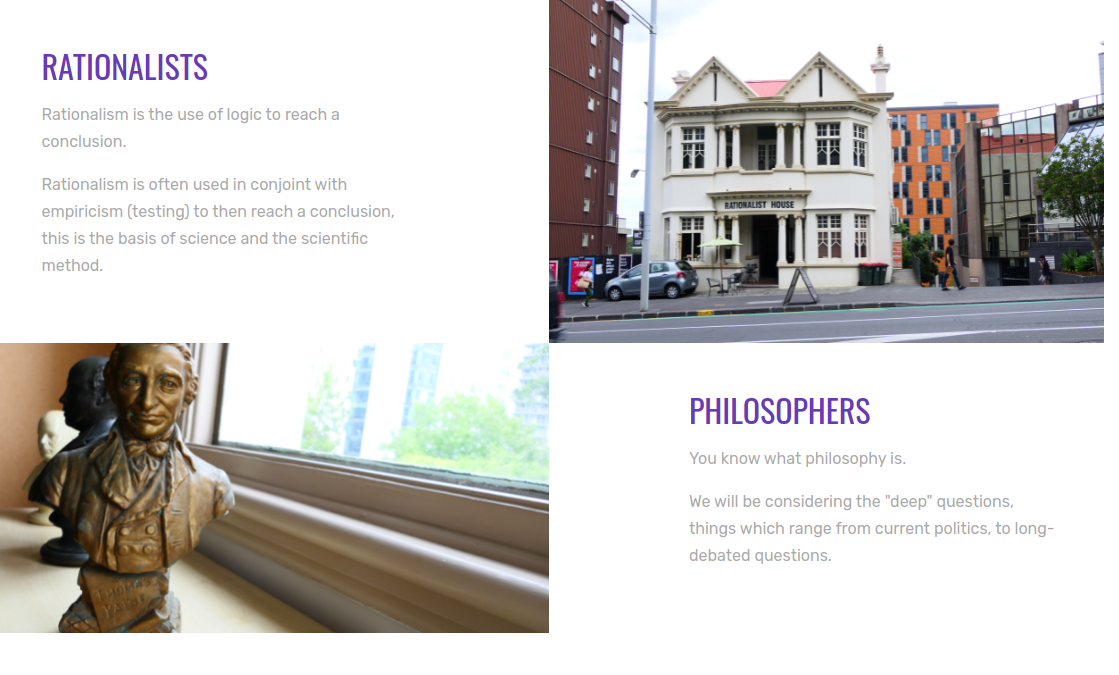 RATIONALISTS
Rationalism is the use of logic to reach a
conclusion.
Rationalism is often used in conjoint with
empiricism (testing) to then reach a conclusion,
this is the basis of science and the scientific
method.
RATIONALIST HOUSE
THOMAS
PAINE
PHILOSOPHERS
You know what philosophy is.
We will be considering the "deep" questions,
things which range from current politics, to long-
debated questions.